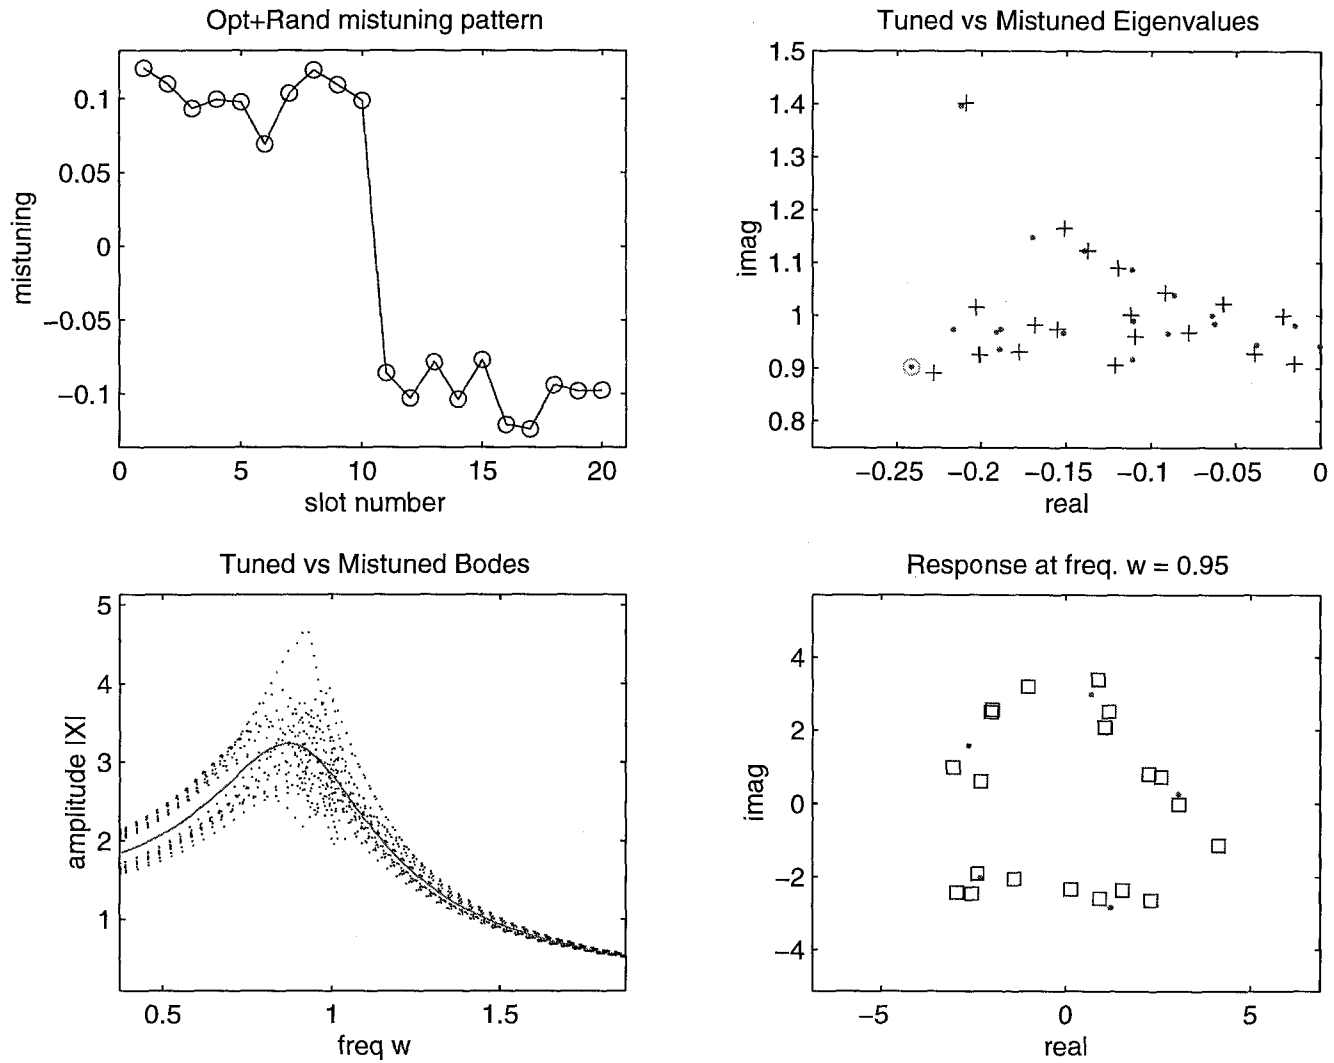 Opt+Rand mistuning pattern
mistuning
0.1
0.05
0
−0.05
−0.1
0 5 10 15 20
slot number
Tuned vs Mistuned Eigenvalues
imag
1.5
1.4
1.3
1.2
1.1
1
0.9
0.8
−0.25 −0.2 −0.15 −0.1 −0.05 0
real
Tuned vs Mistuned Bodes
amplitude |X|
5
4
3
2
1
0.5 1 1.5
freq w
Response at freq. w = 0.95
imag
4
2
0
−2
−4
−5 0 5
real